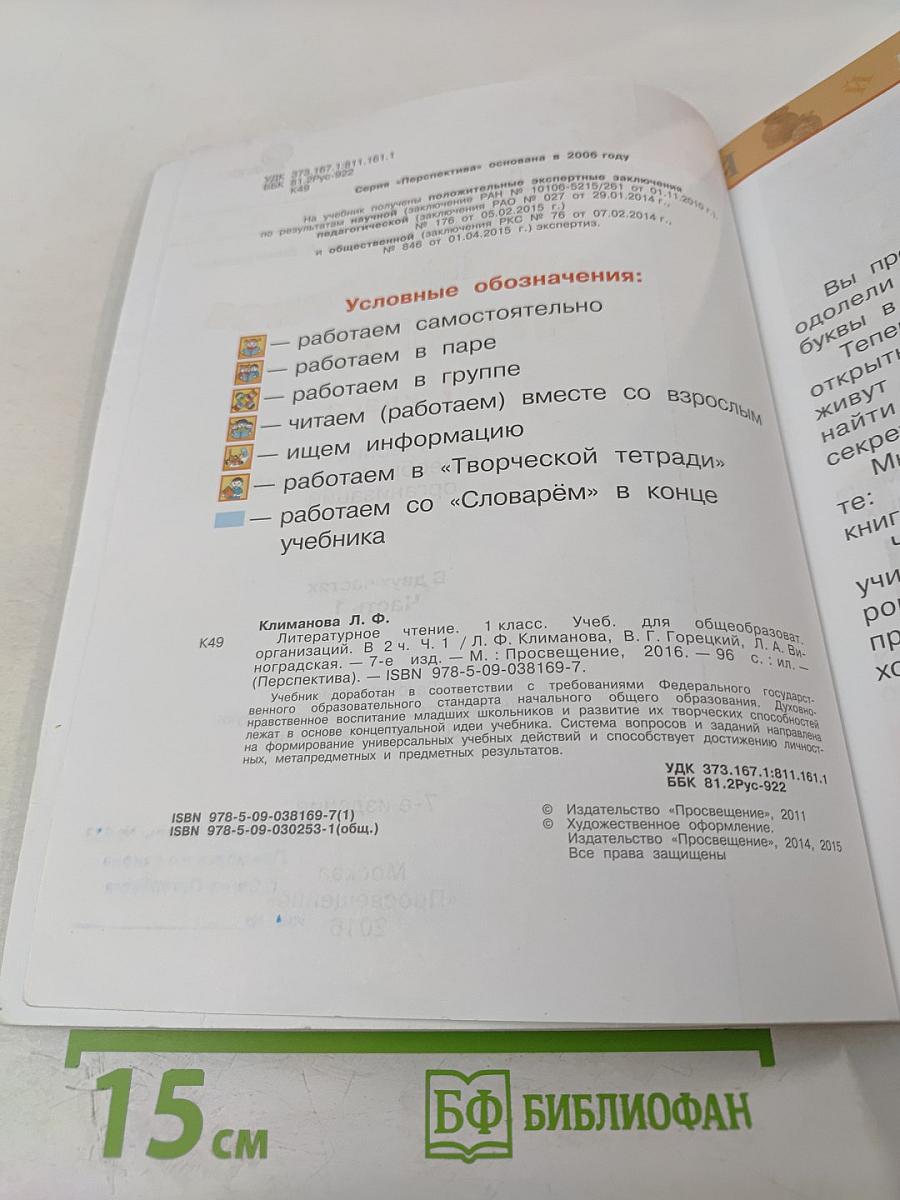 УДК 373.167.1:811.161.1
ББК 81.2Рус-922
К49
Серия «Перспектива» основана в 2006 году
На учебник получены положительные экспертные заключения
по результатам научной (заключение РАН № 10106-5215/261 от 01.11.2010 г.),
педагогической (заключения РАО № 027 от 29.01.2014 г.,
№ 176 от 05.02.2015 г.)
и общественной (заключения РКС № 76 от 07.02.2014 г.,
№ 846 от 01.04.2015 г.) экспертиз.
Условные обозначения:
— работаем самостоятельно
— работаем в паре
— работаем в группе
— читаем (работаем) вместе со взрослым
— ищем информацию
— работаем в «Творческой тетради»
— работаем со «Словарём» в конце
учебника
Климанова Л. Ф.
К49 Литературное чтение. 1 класс. Учеб. для общеобразоват.
организаций. В 2 ч. Ч. 1 / Л. Ф. Климанова, В. Г. Горецкий, Л. А. Ви-
ноградская. — 7-е изд. — М. : Просвещение, 2016. — 96 с. : ил. —
(Перспектива). — ISBN 978-5-09-038169-7.
Учебник доработан в соответствии с требованиями Федерального государст-
венного образовательного стандарта начального общего образования. Духовно-
нравственное воспитание младших школьников и развитие их творческих способностей
лежат в основе концептуальной идеи учебника. Система вопросов и заданий направлена
на формирование универсальных учебных действий и способствует достижению личност-
ных, метапредметных и предметных результатов.
УДК 373.167.1:811.161.1
ББК 81.2Рус-922
ISBN 978-5-09-038169-7(1)
ISBN 978-5-09-030253-1(общ.)
© Издательство «Просвещение», 2011
© Художественное оформление.
Издательство «Просвещение», 2014, 2015
Все права защищены
Вы
одолели
буквы в
живут
найти
те:
15 см
БФ БИБЛИОФАН